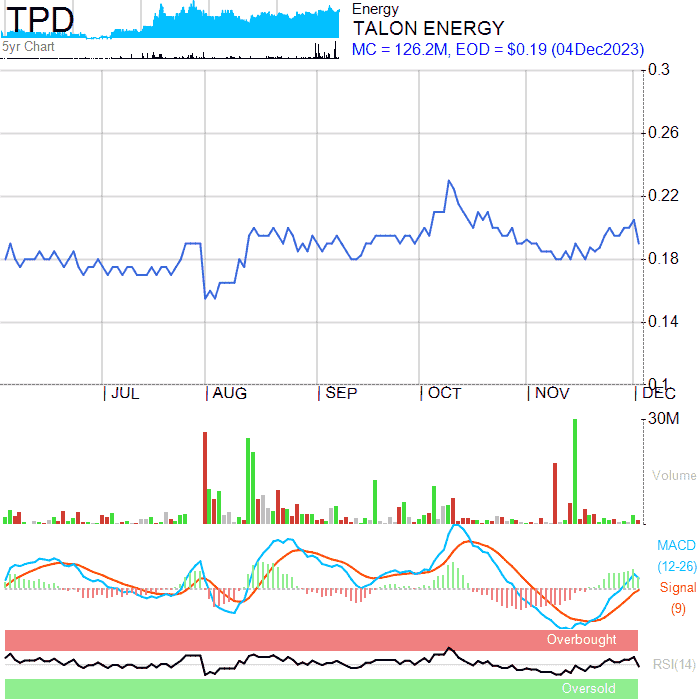 TPD
5yr Chart
Energy
TALON ENERGY
MC = 126.2M, EOD = $0.19 (04Dec2023)
0.3
0.26
0.22
0.18
0.14
0.1
JUL
AUG
SEP
OCT
NOV
DEC
30M
Volume
MACD
(12-26)
Signal
(9)
Overbought
RSI(14)
Oversold